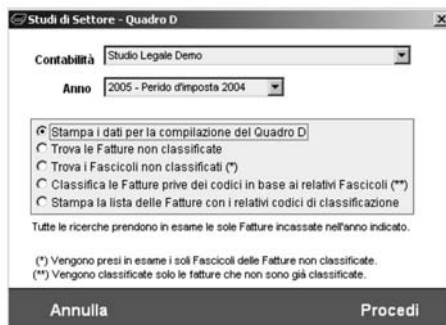 Studi di Settore - Quadro D
Contabilità Studio Legale Demo
Anno 2005 - Perido d'imposta 2004
Stampa i dati per la compilazione del Quadro D
Trova le Fatture non classificate
Trova i Fascicoli non classificati (*)
Classifica le Fatture prive dei codici in base ai relativi Fascicoli (**)
Stampa la lista delle Fatture con i relativi codici di classificazione
Tutte le ricerche prendono in esame le sole Fatture incassate nell'anno indicato.
(*) Vengono presi in esame i soli Fascicoli delle Fatture non classificate.
(**) Vengono classificate solo le fatture che non sono già classificate.
Annulla Procedi